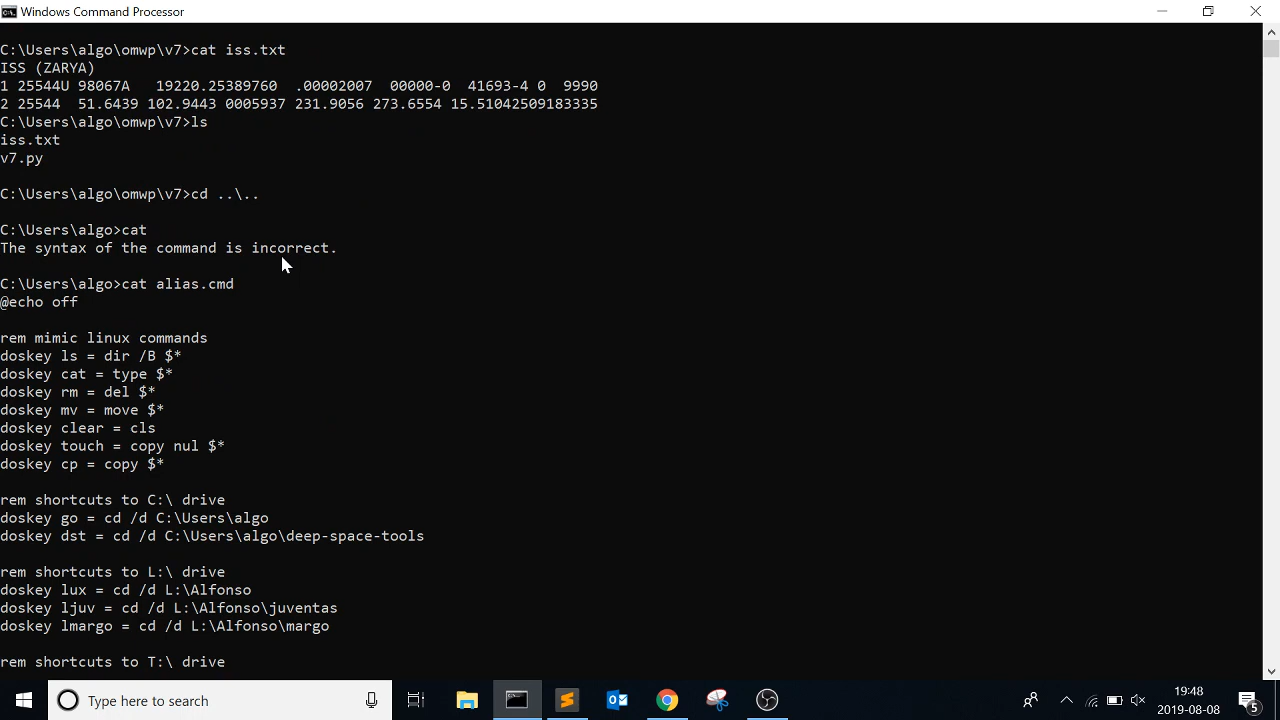 Windows Command Processor
C:\Users\algo\omwp\v7>cat iss.txt
ISS (ZARYA)
1 25544U 98067A   19220.25389760  .00002007  00000-0  41693-4 0  9990
2 25544  51.6439 102.9443 0005937 231.9056 273.6554 15.51042509183335
C:\Users\algo\omwp\v7>ls
iss.txt
v7.py
C:\Users\algo\omwp\v7>cd ..\..
C:\Users\algo>cat
The syntax of the command is incorrect.
C:\Users\algo>cat alias.cmd
@echo off
rem mimic linux commands
doskey ls = dir /B $*
doskey cat = type $*
doskey rm = del $*
doskey mv = move $*
doskey clear = cls
doskey touch = copy nul $*
doskey cp = copy $*
rem shortcuts to C:\ drive
doskey go = cd /d C:\Users\algo
doskey dst = cd /d C:\Users\algo\deep-space-tools
rem shortcuts to L:\ drive
doskey lux = cd /d L:\Alfonso
doskey ljuv = cd /d L:\Alfonso\juventas
doskey lmargo = cd /d L:\Alfonso\margo
rem shortcuts to T:\ drive
Type here to search
19:48
2019-08-08
5